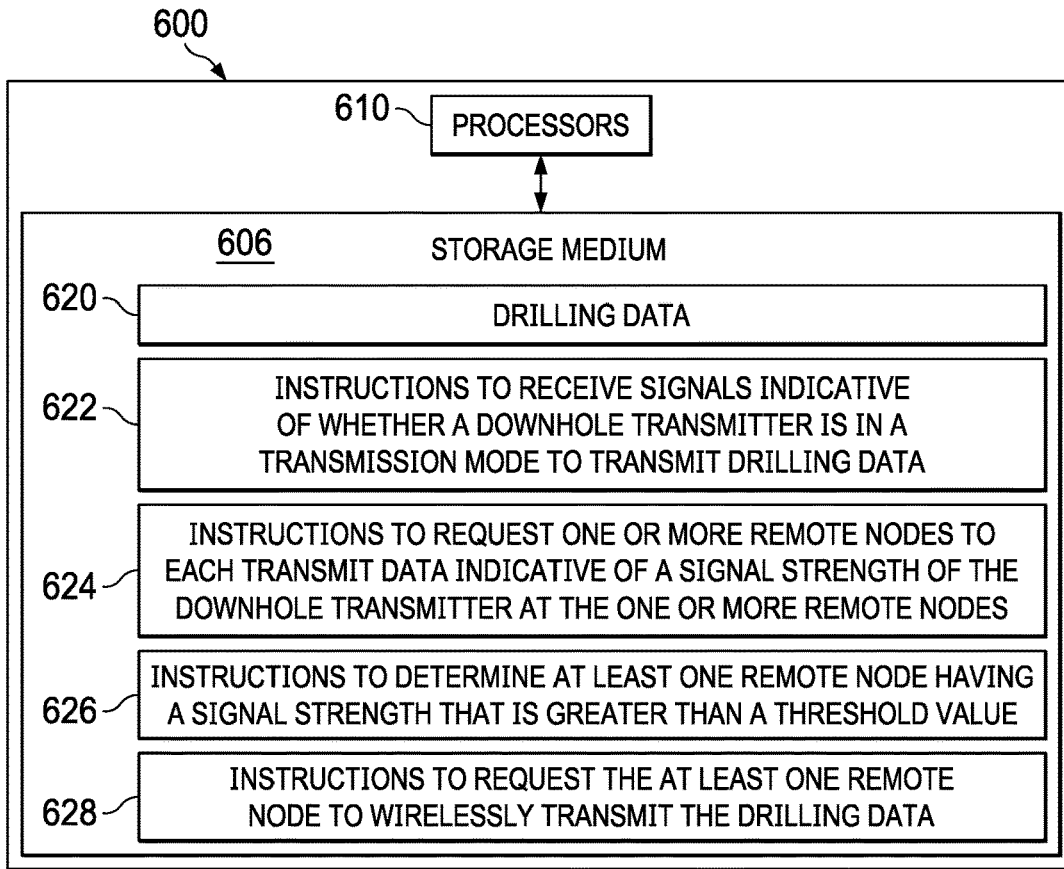 600
610
PROCESSORS
606
STORAGE MEDIUM
620
DRILLING DATA
622
INSTRUCTIONS TO RECEIVE SIGNALS INDICATIVE
OF WHETHER A DOWNHOLE TRANSMITTER IS IN A
TRANSMISSION MODE TO TRANSMIT DRILLING DATA
624
INSTRUCTIONS TO REQUEST ONE OR MORE REMOTE NODES TO
EACH TRANSMIT DATA INDICATIVE OF A SIGNAL STRENGTH OF THE
DOWNHOLE TRANSMITTER AT THE ONE OR MORE REMOTE NODES
626
INSTRUCTIONS TO DETERMINE AT LEAST ONE REMOTE NODE HAVING
A SIGNAL STRENGTH THAT IS GREATER THAN A THRESHOLD VALUE
628
INSTRUCTIONS TO REQUEST THE AT LEAST ONE REMOTE
NODE TO WIRELESSLY TRANSMIT THE DRILLING DATA